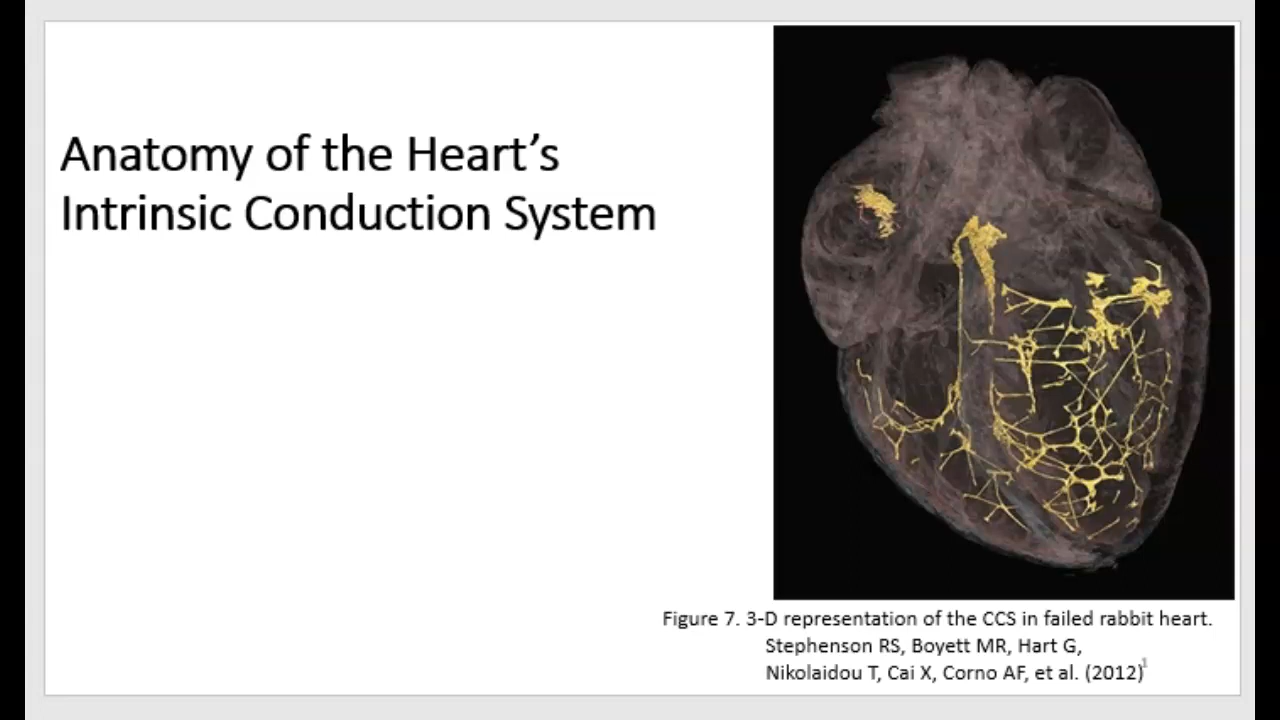 Anatomy of the Heart’s
Intrinsic Conduction System
Figure 7. 3-D representation of the CCS in failed rabbit heart.
Stephenson RS, Boyett MR, Hart G,
Nikolaidou T, Cai X, Corno AF, et al. (2012)1